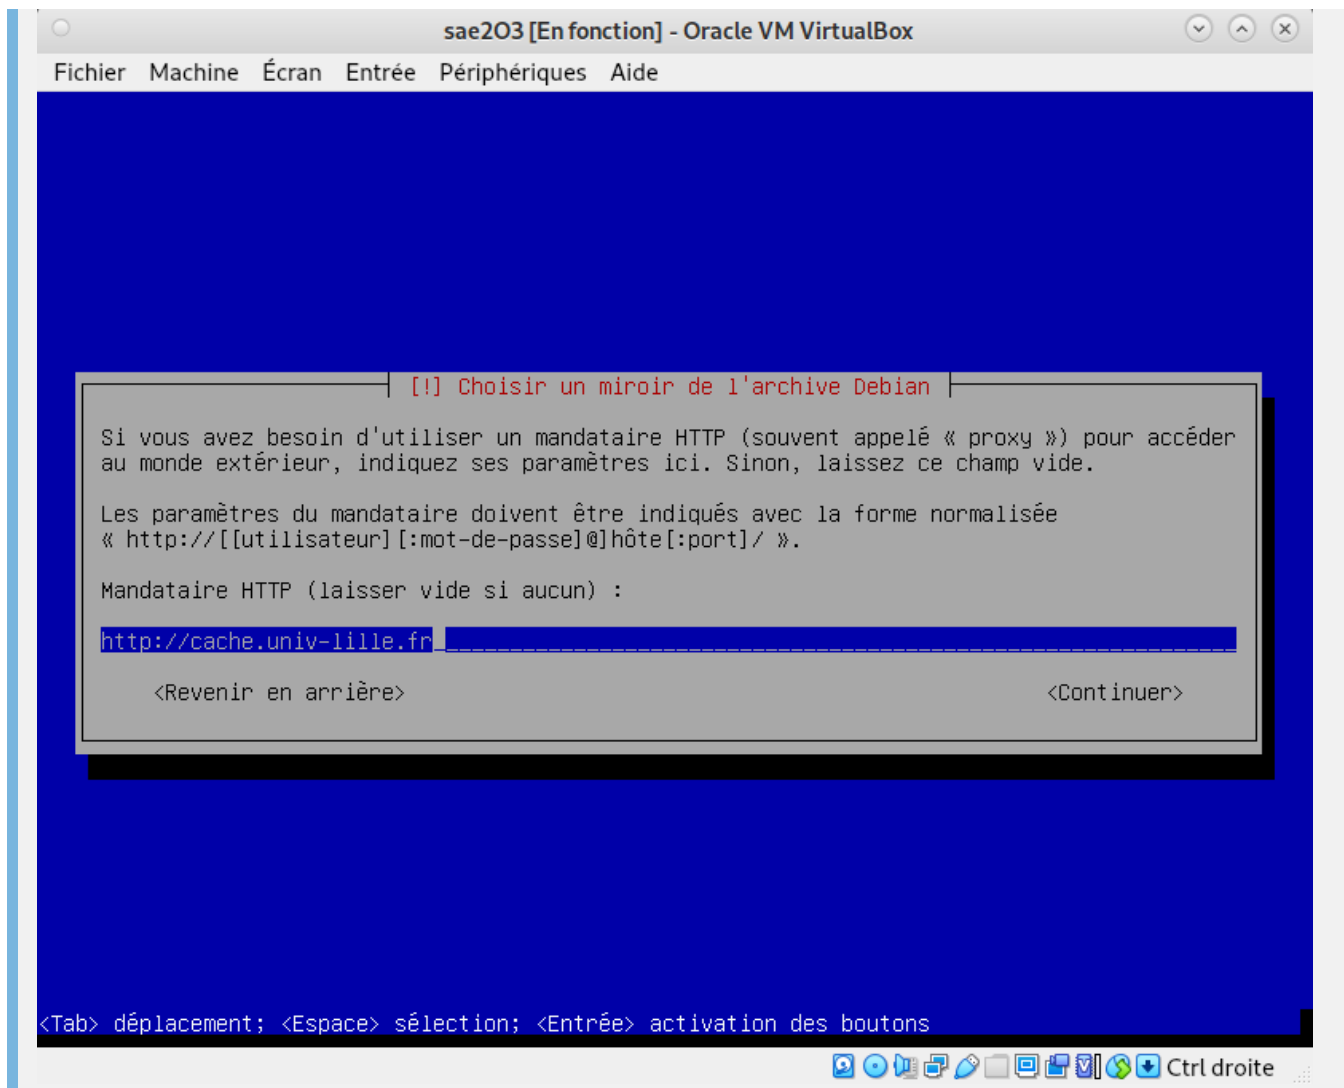 sae2O3 [En fonction] - Oracle VM VirtualBox
Fichier Machine Écran Entrée Périphériques Aide
[!] Choisir un miroir de l'archive Debian
Si vous avez besoin d'utiliser un mandataire HTTP (souvent appelé « proxy ») pour accéder
au monde extérieur, indiquez ses paramètres ici. Sinon, laissez ce champ vide.
Les paramètres du mandataire doivent être indiqués avec la forme normalisée
« http://[[utilisateur][:mot-de-passe]@]hôte[:port]/ ».
Mandataire HTTP (laisser vide si aucun) :
http://cache.univ-lille.fr
<Revenir en arrière> <Continuer>
<Tab> déplacement; <Espace> sélection; <Entrée> activation des boutons
Ctrl droite